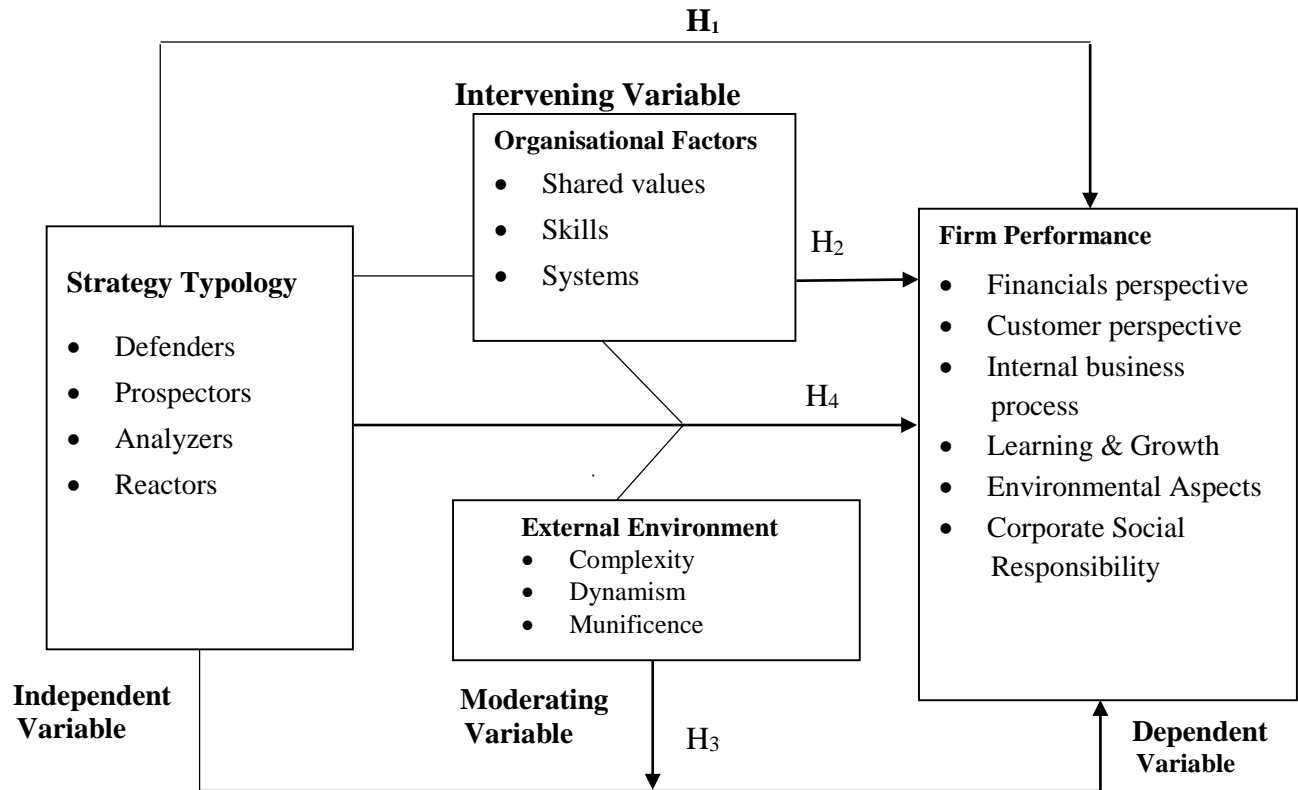 H₁
Intervening Variable
Organisational Factors
• Shared values
• Skills
• Systems
H₂
Strategy Typology
• Defenders
• Prospectors
• Analyzers
• Reactors
Firm Performance
• Financials perspective
• Customer perspective
• Internal business
process
• Learning & Growth
• Environmental Aspects
• Corporate Social
Responsibility
H₄
External Environment
• Complexity
• Dynamism
• Munificence
Independent
Variable
Moderating
Variable
H₃
Dependent
Variable